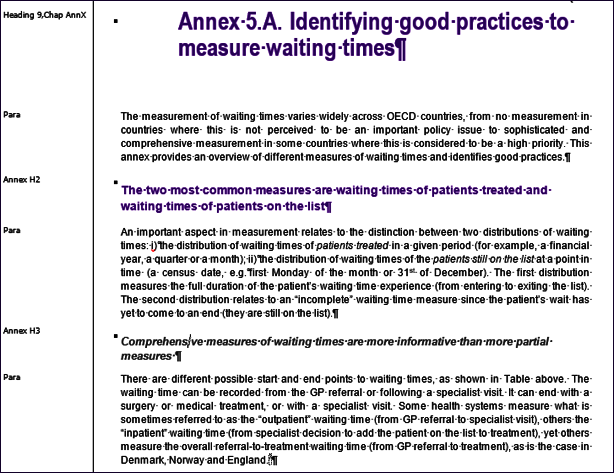 Heading 9,Chap AnnX
Annex·5.A. Identifying·good·practices·to·
measure·waiting·times¶
Para
The·measurement·of·waiting·times·varies·widely·across·OECD·countries,·from·no·measurement·in·
countries·where·this·is·not·perceived·to·be·an·important·policy·issue·to·sophisticated·and·
comprehensive·measurement·in·some·countries·where·this·is·considered·to·be·a·high·priority.·This·
annex·provides·an·overview·of·different·measures·of·waiting·times·and·identifies·good·practices.¶
Annex H2
The·two·most·common·measures·are·waiting·times·of·patients·treated·and·
waiting·times·of·patients·on·the·list¶
Para
An·important·aspect·in·measurement·relates·to·the·distinction·between·two·distributions·of·waiting·
times:·i)°the·distribution·of·waiting·times·of·patients·treated·in·a·given·period·(for·example,·a·financial·
year,·a·quarter·or·a·month);·ii)°the·distribution·of·waiting·times·of·the·patients·still·on·the·list·at·a·point·in·
time·(a·census·date,·e.g.°first·Monday·of·the·month·or·31st·of·December).·The·first·distribution·
measures·the·full·duration·of·the·patient's·waiting·time·experience·(from·entering·to·exiting·the·list).·
The·second·distribution·relates·to·an·“incomplete”·waiting·time·measure·since·the·patient's·wait·has·
yet·to·come·to·an·end·(they·are·still·on·the·list).¶
Annex H3
Comprehensive·measures·of·waiting·times·are·more·informative·than·more·partial·
measures·¶
Para
There·are·different·possible·start·and·end·points·to·waiting·times,·as·shown·in·Table·above.·The·
waiting·time·can·be·recorded·from·the·GP·referral·or·following·a·specialist·visit.·It·can·end·with·a·
surgery·or·medical·treatment,·or·with·a·specialist·visit.·Some·health·systems·measure·what·is·
sometimes·referred·to·as·the·“outpatient”·waiting·time·(from·GP·referral·to·specialist·visit),·others·the·
“inpatient”·waiting·time·(from·specialist·decision·to·add·the·patient·on·the·list·to·treatment),·yet·others·
measure·the·overall·referral-to-treatment·waiting·time·(from·GP·referral·to·treatment),·as·is·the·case·in·
Denmark,·Norway·and·England.¶